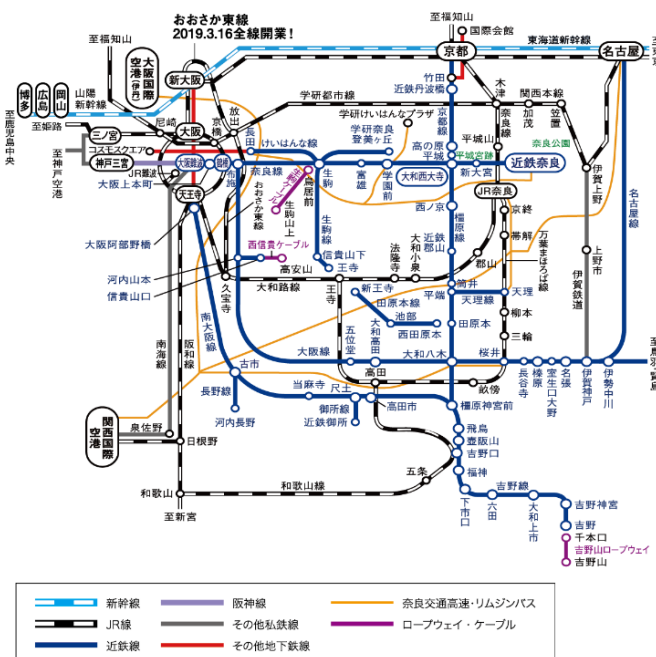 おおさか東線
2019.3.16全線開業！
至福知山
至福知山
国際会館
東海道新幹線
京都
名古屋
大阪国際空港(伊丹)
新大阪
博多
広島
岡山
山陽新幹線
竹田
近鉄丹波橋
至鹿児島中央
至姫路
尼崎
大阪
京橋
放出
学研都市線
学研けいはんなプラザ
木津
関西本線
加茂
笠置
三ノ宮
コスモスクエア
長田
けいはんな線
学研奈良登美ヶ丘
京都線
奈良線
平城山
高の原
平城
平城宮跡
奈良公園
至神戸空港
神戸三宮
大阪難波
鶴橋
布施
奈良線
生駒
富雄
学園前
大和西大寺
新大宮
近鉄奈良
伊賀上野
名古屋線
JR難波
大阪上本町
天王寺
おおさか東線
生駒ケーブル
鳥居前
生駒山上
生駒線
JR奈良
西ノ京
橿原線
京終
帯解
万葉まほろば線
大阪阿部野橋
西信貴ケーブル
信貴山下
王寺
高安山
法隆寺
大和小泉
近鉄郡山
郡山
上野市
伊賀鉄道
河内山本
信貴山口
久宝寺
大和路線
王寺
新王寺
田原本線
池部
西田原本
筒井
平端
天理線
天理
柳本
三輪
田原本
南大阪線
南海線
阪和線
五位堂
大和高田
大阪線
高田
大和八木
桜井
長谷寺
榛原
室生口大野
名張
伊賀神戸
伊勢中川
至鳥羽・賢島
古市
長野線
河内長野
当麻寺
尺土
御所線
近鉄御所
高田市
畝傍
橿原神宮前
関西国際空港
泉佐野
日根野
飛鳥
壺阪山
吉野口
福神
五条
和歌山
和歌山線
至新宮
下市口
六田
吉野線
大和上市
吉野神宮
吉野
千本口
吉野山ロープウェイ
吉野山
新幹線
阪神線
奈良交通高速・リムジンバス
JR線
その他私鉄線
ロープウェイ・ケーブル
近鉄線
その他地下鉄線